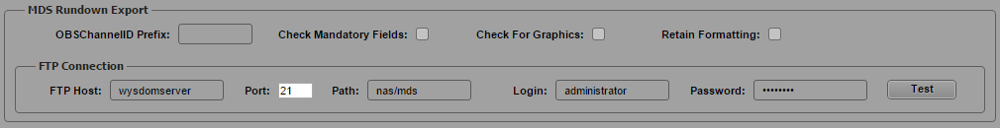 MDS Rundown Export
OBSChannelID Prefix: Check Mandatory Fields: Check For Graphics: Retain Formatting:
FTP Connection
FTP Host: wysdomserver Port: 21 Path: nas/mds Login: administrator Password: •••••••• Test